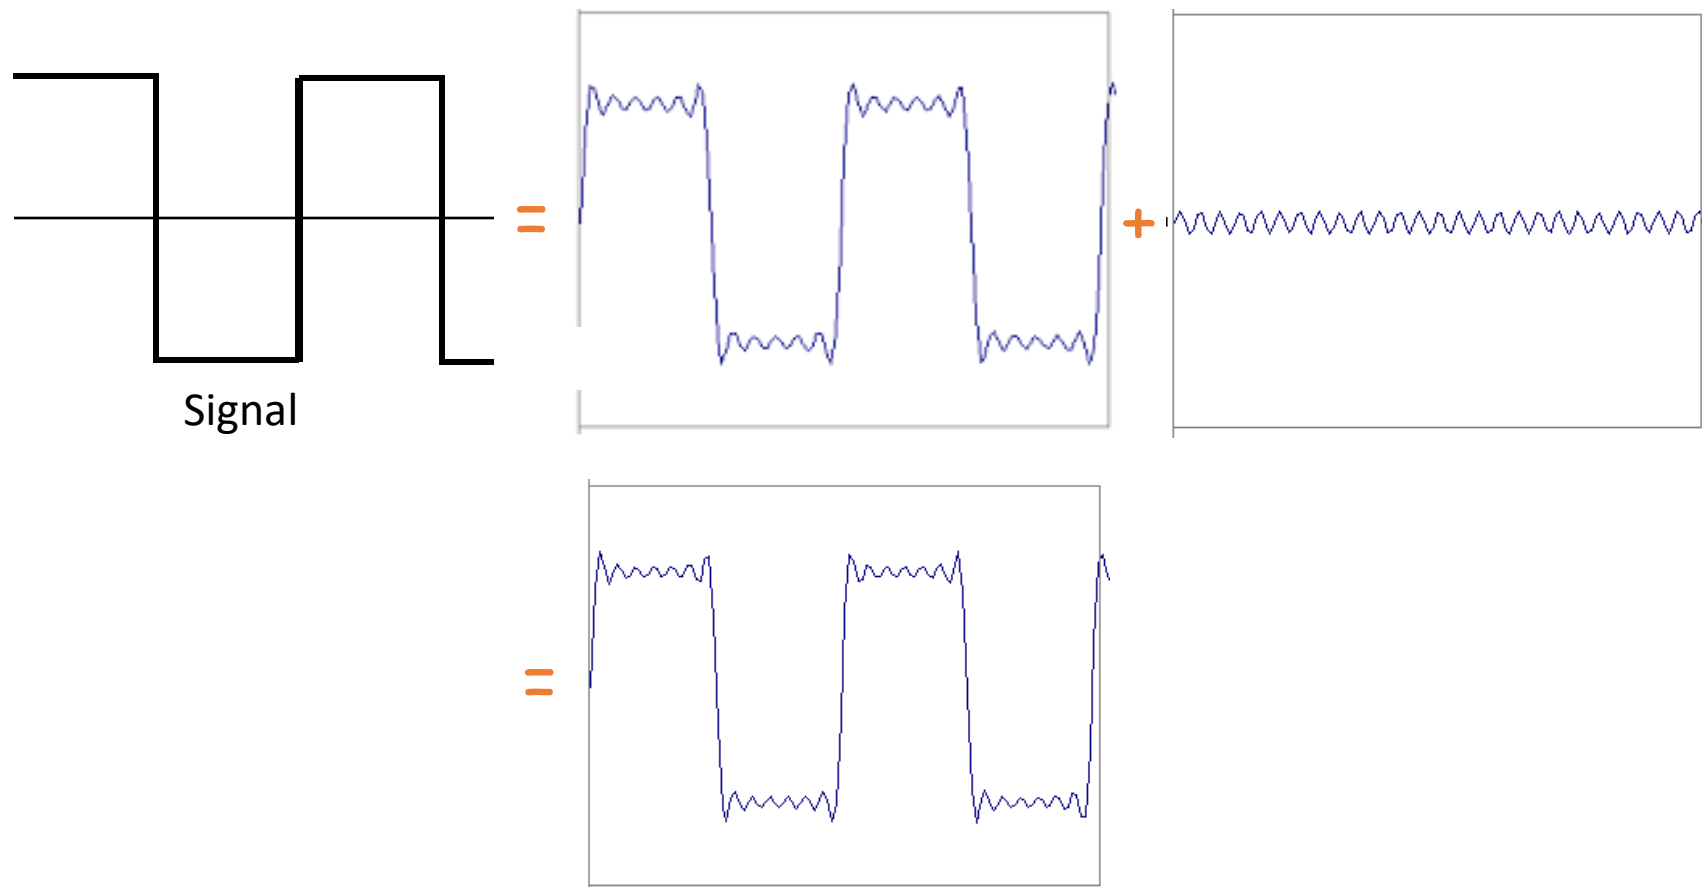 =
+
Signal
=